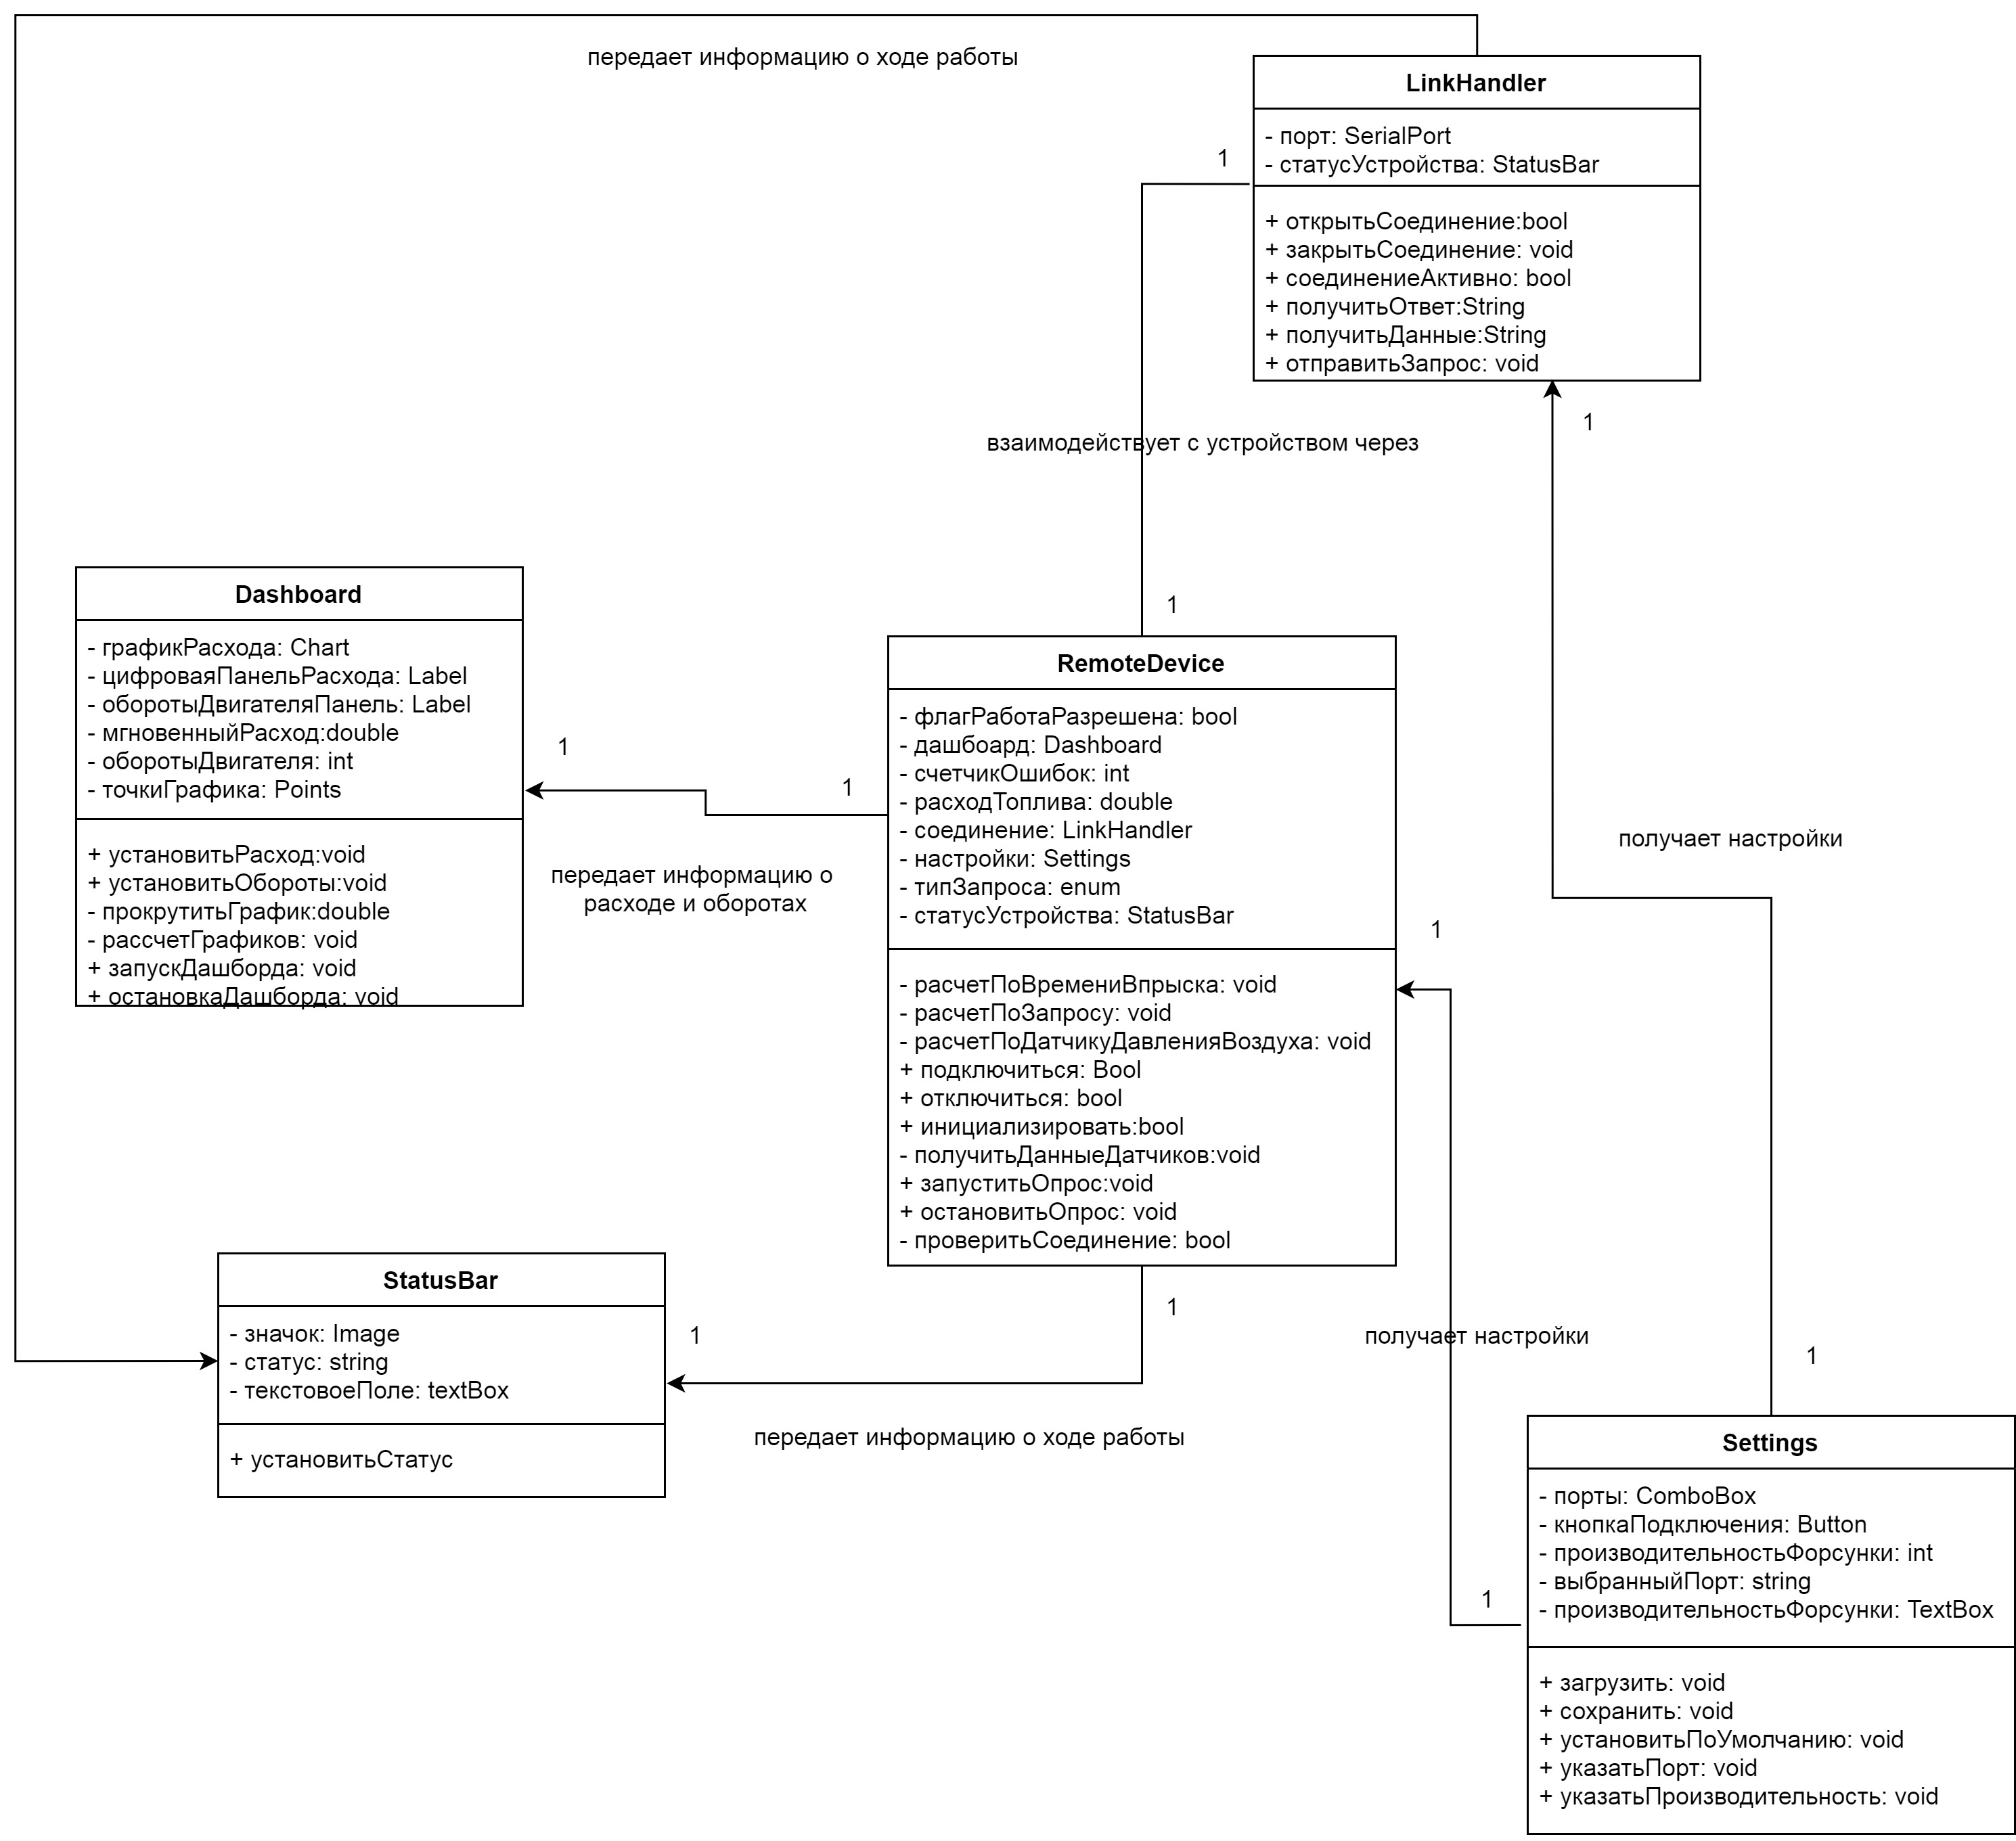 передает информацию о ходе работы
LinkHandler
- порт: SerialPort
- статусУстройства: StatusBar
+ открытьСоединение:bool
+ закрытьСоединение: void
+ соединениеАктивно: bool
+ получитьОтвет:String
+ получитьДанные:String
+ отправитьЗапрос: void
1
1
взаимодействует с устройством через
1
Dashboard
- графикРасхода: Chart
- цифроваяПанельРасхода: Label
- оборотыДвигателяПанель: Label
- мгновенныйРасход:double
- оборотыДвигателя: int
- точкиГрафика: Points
+ установитьРасход:void
+ установитьОбороты:void
- прокрутитьГрафик:double
- рассчетГрафиков: void
+ запускДашборда: void
+ остановкаДашборда: void
1
1
передает информацию о
расходе и оборотах
RemoteDevice
- флагРаботаРазрешена: bool
- дашбоард: Dashboard
- счетчикОшибок: int
- расходТоплива: double
- соединение: LinkHandler
- настройки: Settings
- типЗапроса: enum
- статусУстройства: StatusBar
- расчетПоВремениВпрыска: void
- расчетПоЗапросу: void
- расчетПоДатчикуДавленияВоздуха: void
+ подключиться: Bool
+ отключиться: bool
+ инициализировать:bool
- получитьДанныеДатчиков:void
+ запуститьОпрос:void
+ остановитьОпрос: void
- проверитьСоединение: bool
получает настройки
1
StatusBar
- значок: Image
- статус: string
- текстовоеПоле: textBox
+ установитьСтатус
1
1
передает информацию о ходе работы
получает настройки
1
1
Settings
- порты: ComboBox
- кнопкаПодключения: Button
- производительностьФорсунки: int
- выбранныйПорт: string
- производительностьФорсунки: TextBox
+ загрузить: void
+ сохранить: void
+ установитьПоУмолчанию: void
+ указатьПорт: void
+ указатьПроизводительность: void